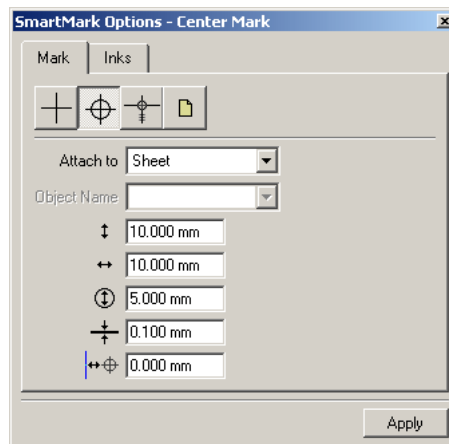 SmartMark Options - Center Mark
Mark Inks
Attach to Sheet
Object Name
10.000 mm
10.000 mm
5.000 mm
0.100 mm
0.000 mm
Apply